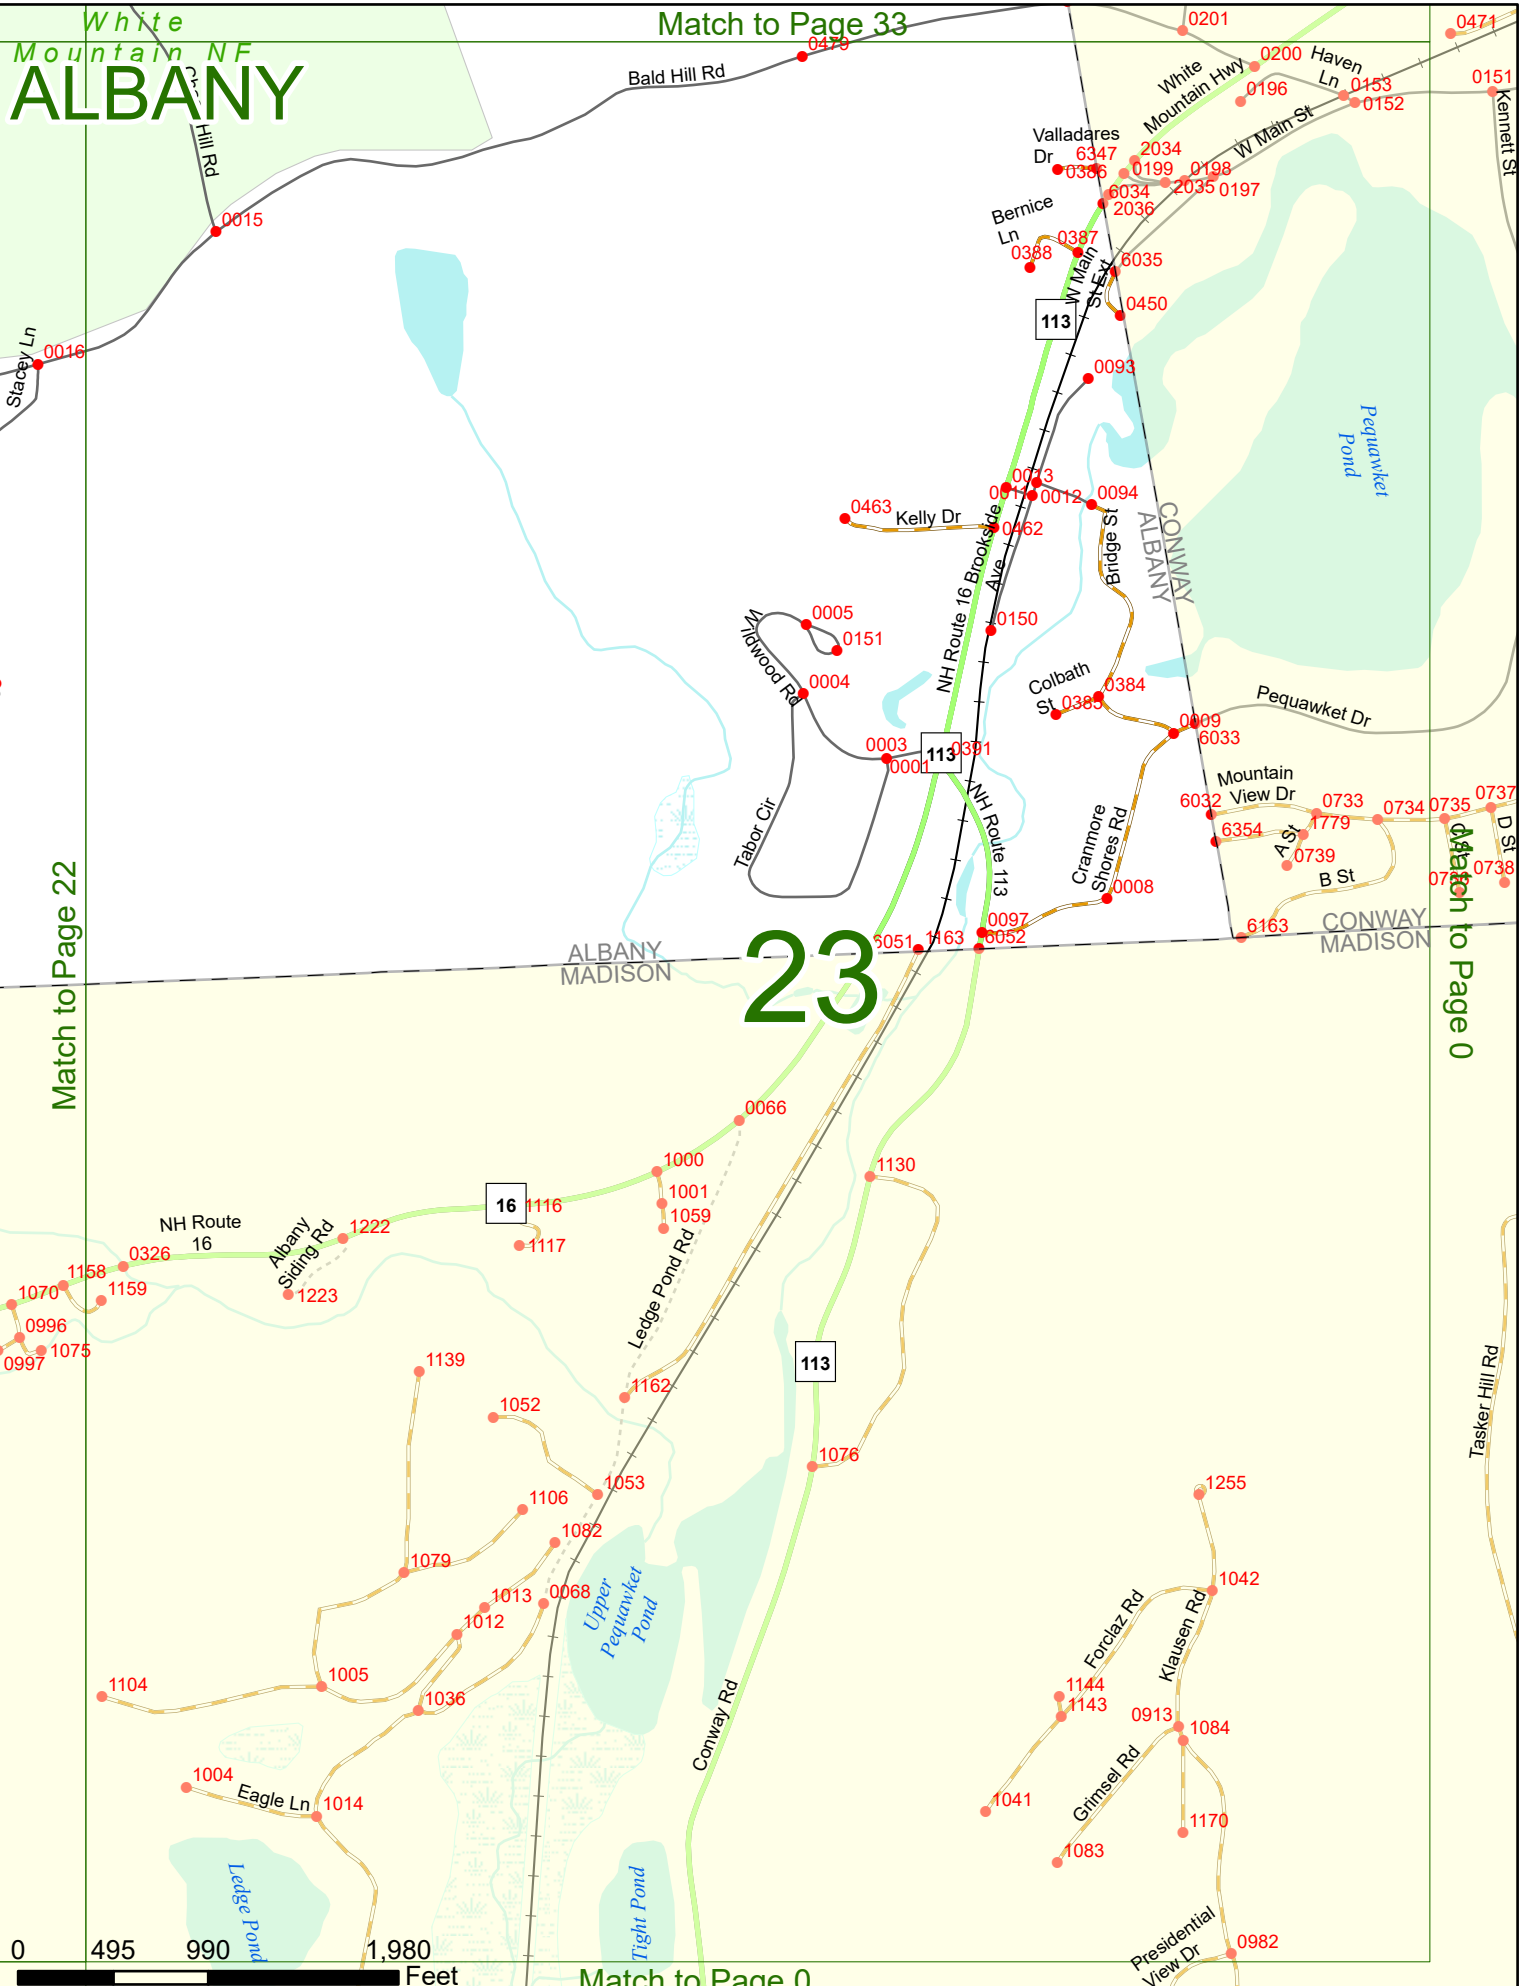 White
Mountain NF
ALBANY
Match to Page 33
0479
Bald Hill Rd
Hill Rd
0015
0016
Stacey Ln
0201
0471
0200
Haven
Ln
White
Mountain Hwy
0196
0153
0152
0151
Kennett St
W Main St
Valladares
Dr
6347
0386
2034
0199
0198
2035
0197
6034
2036
Bernice
Ln
0387
0388
W Main
St Ext
6035
0450
113
0093
Pequawket
Pond
0013
0012
0094
0463
Kelly Dr
0462
NH Route 16 Brookside
Ave
Bridge St
CONWAY
ALBANY
0005
0151
0150
Wildwood Rd
0004
Colbath
St
0384
0385
0009
6033
Pequawket Dr
0003
0001
113
0391
Tabor Cir
NH Route 113
Cranmore
Shores Rd
Mountain
View Dr
6032
6354
0733
0734
0735
0737
1779
A St
0739
B St
D St
0738
0008
0097
6163
CONWAY
MADISON
6051
1163
6052
ALBANY
MADISON
23
Match to Page 22
Match to Page 0
0066
1000
1001
1059
1130
16
1116
1117
NH Route
16
Albany
Siding Rd
1222
1223
0326
1158
1159
1070
0996
0997
1075
Ledge Pond Rd
113
1139
1162
1052
1053
1076
1106
1082
1079
1013
0068
1012
Upper
Pequawket
Pond
Tasker Hill Rd
1255
1042
Forclaz Rd
Klausen Rd
1104
1005
1036
1144
1143
0913
1084
Conway Rd
1004
Eagle Ln
1014
Grimsel Rd
1041
1170
1083
Ledge Pond
Tight Pond
Presidential
View Dr
0982
0 495 990 1,980
Feet
Match to Page 0